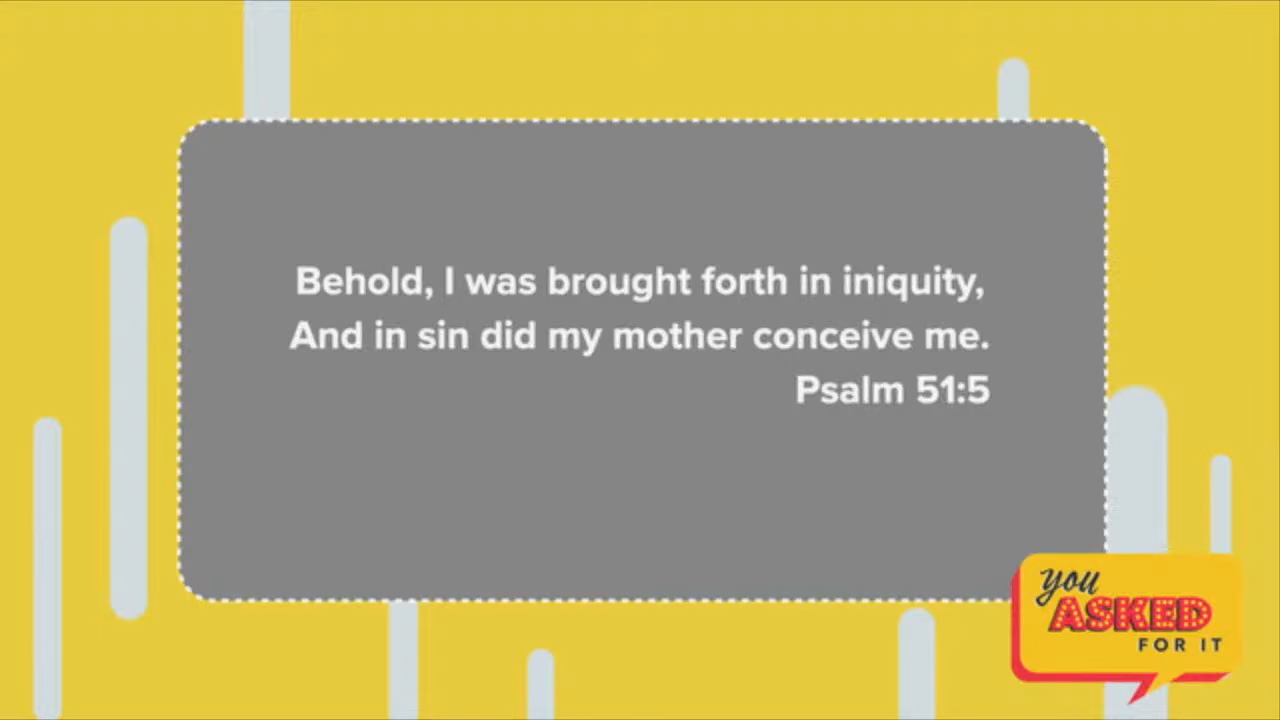 Behold, I was brought forth in iniquity,
And in sin did my mother conceive me.
Psalm 51:5
you
ASKED
FOR IT